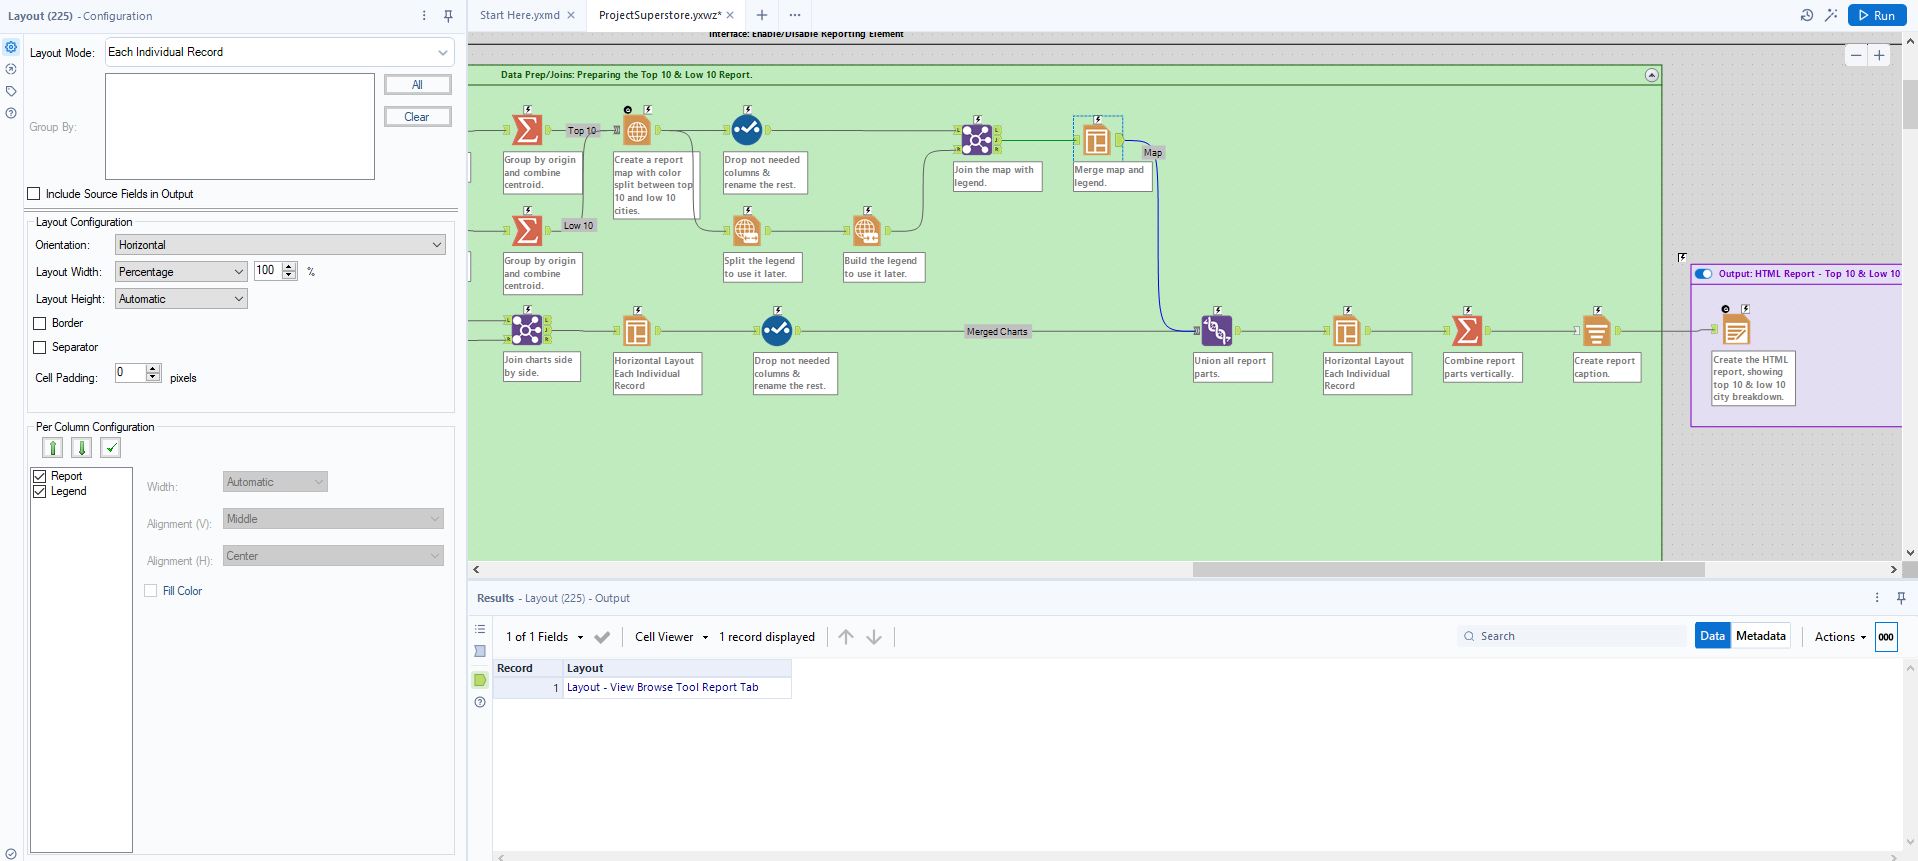 Layout (225) - Configuration
Start Here.yxmd
ProjectSuperstore.yxwz*
Run
Layout Mode: Each Individual Record
Group By:
All
Clear
Include Source Fields in Output
Layout Configuration
Orientation: Horizontal
Layout Width: Percentage 100 %
Layout Height: Automatic
Border
Separator
Cell Padding: 0 pixels
Per Column Configuration
Report
Legend
Width: Automatic
Alignment (V): Middle
Alignment (H): Center
Fill Color
Interface: Enable/Disable Reporting Element
Data Prep/Joins: Preparing the Top 10 & Low 10 Report.
Top 10
Group by origin
and combine
centroid.
Create a report
map with color
split between top
10 and low 10
cities.
Drop not needed
columns &
rename the rest.
Join the map with
legend.
Merge map and
legend.
Map
Low 10
Group by origin
and combine
centroid.
Split the legend
to use it later.
Build the legend
to use it later.
Join charts side
by side.
Horizontal Layout
Each Individual
Record
Drop not needed
columns &
rename the rest.
Merged Charts
Union all report
parts.
Horizontal Layout
Each Individual
Record
Combine report
parts vertically.
Create report
caption.
Output: HTML Report - Top 10 & Low 10
Create the HTML
report, showing
top 10 & low 10
city breakdown.
Results - Layout (225) - Output
1 of 1 Fields
Cell Viewer
1 record displayed
Search
Data
Metadata
Actions
000
Record Layout
1 Layout - View Browse Tool Report Tab